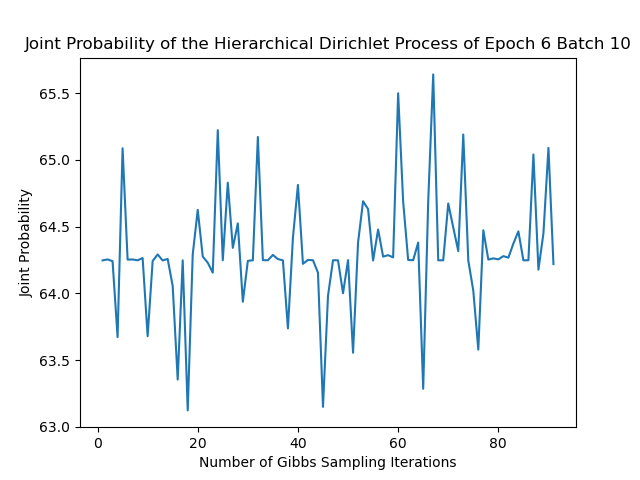 Joint Probability of the Hierarchical Dirichlet Process of Epoch 6 Batch 10
65.5
65.0
64.5
64.0
63.5
63.0
Joint Probability
0 20 40 60 80
Number of Gibbs Sampling Iterations